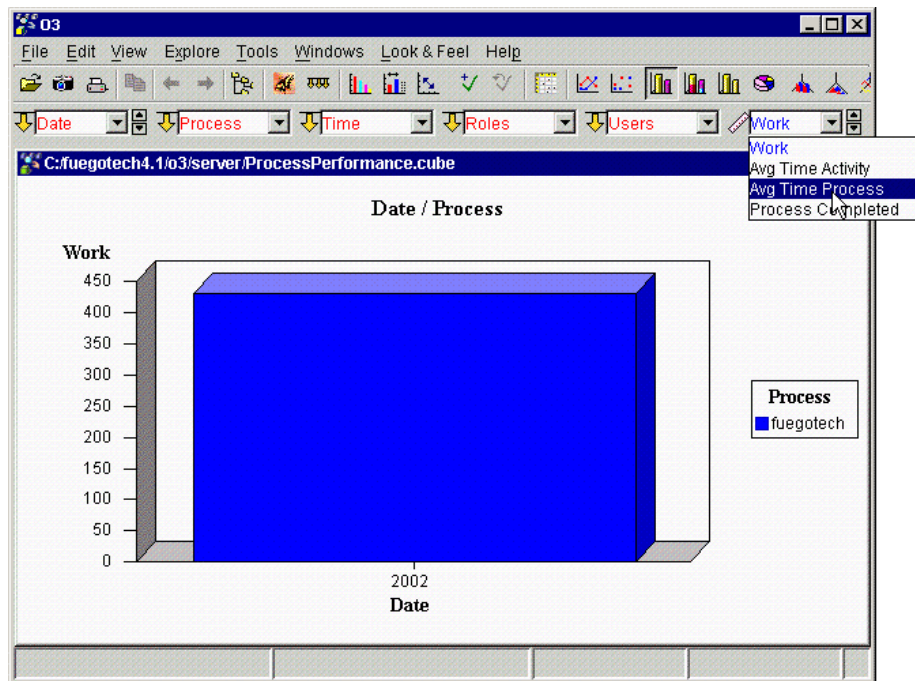 O3
File Edit View Explore Tools Windows Look & Feel Help
Date Process Time Roles Users Work
Work
Avg Time Activity
Avg Time Process
Process Completed
C:/fuegotech4.1/o3/server/ProcessPerformance.cube
Date / Process
Work
450
400
350
300
250
200
150
100
50
0
2002
Date
Process
fuegotech